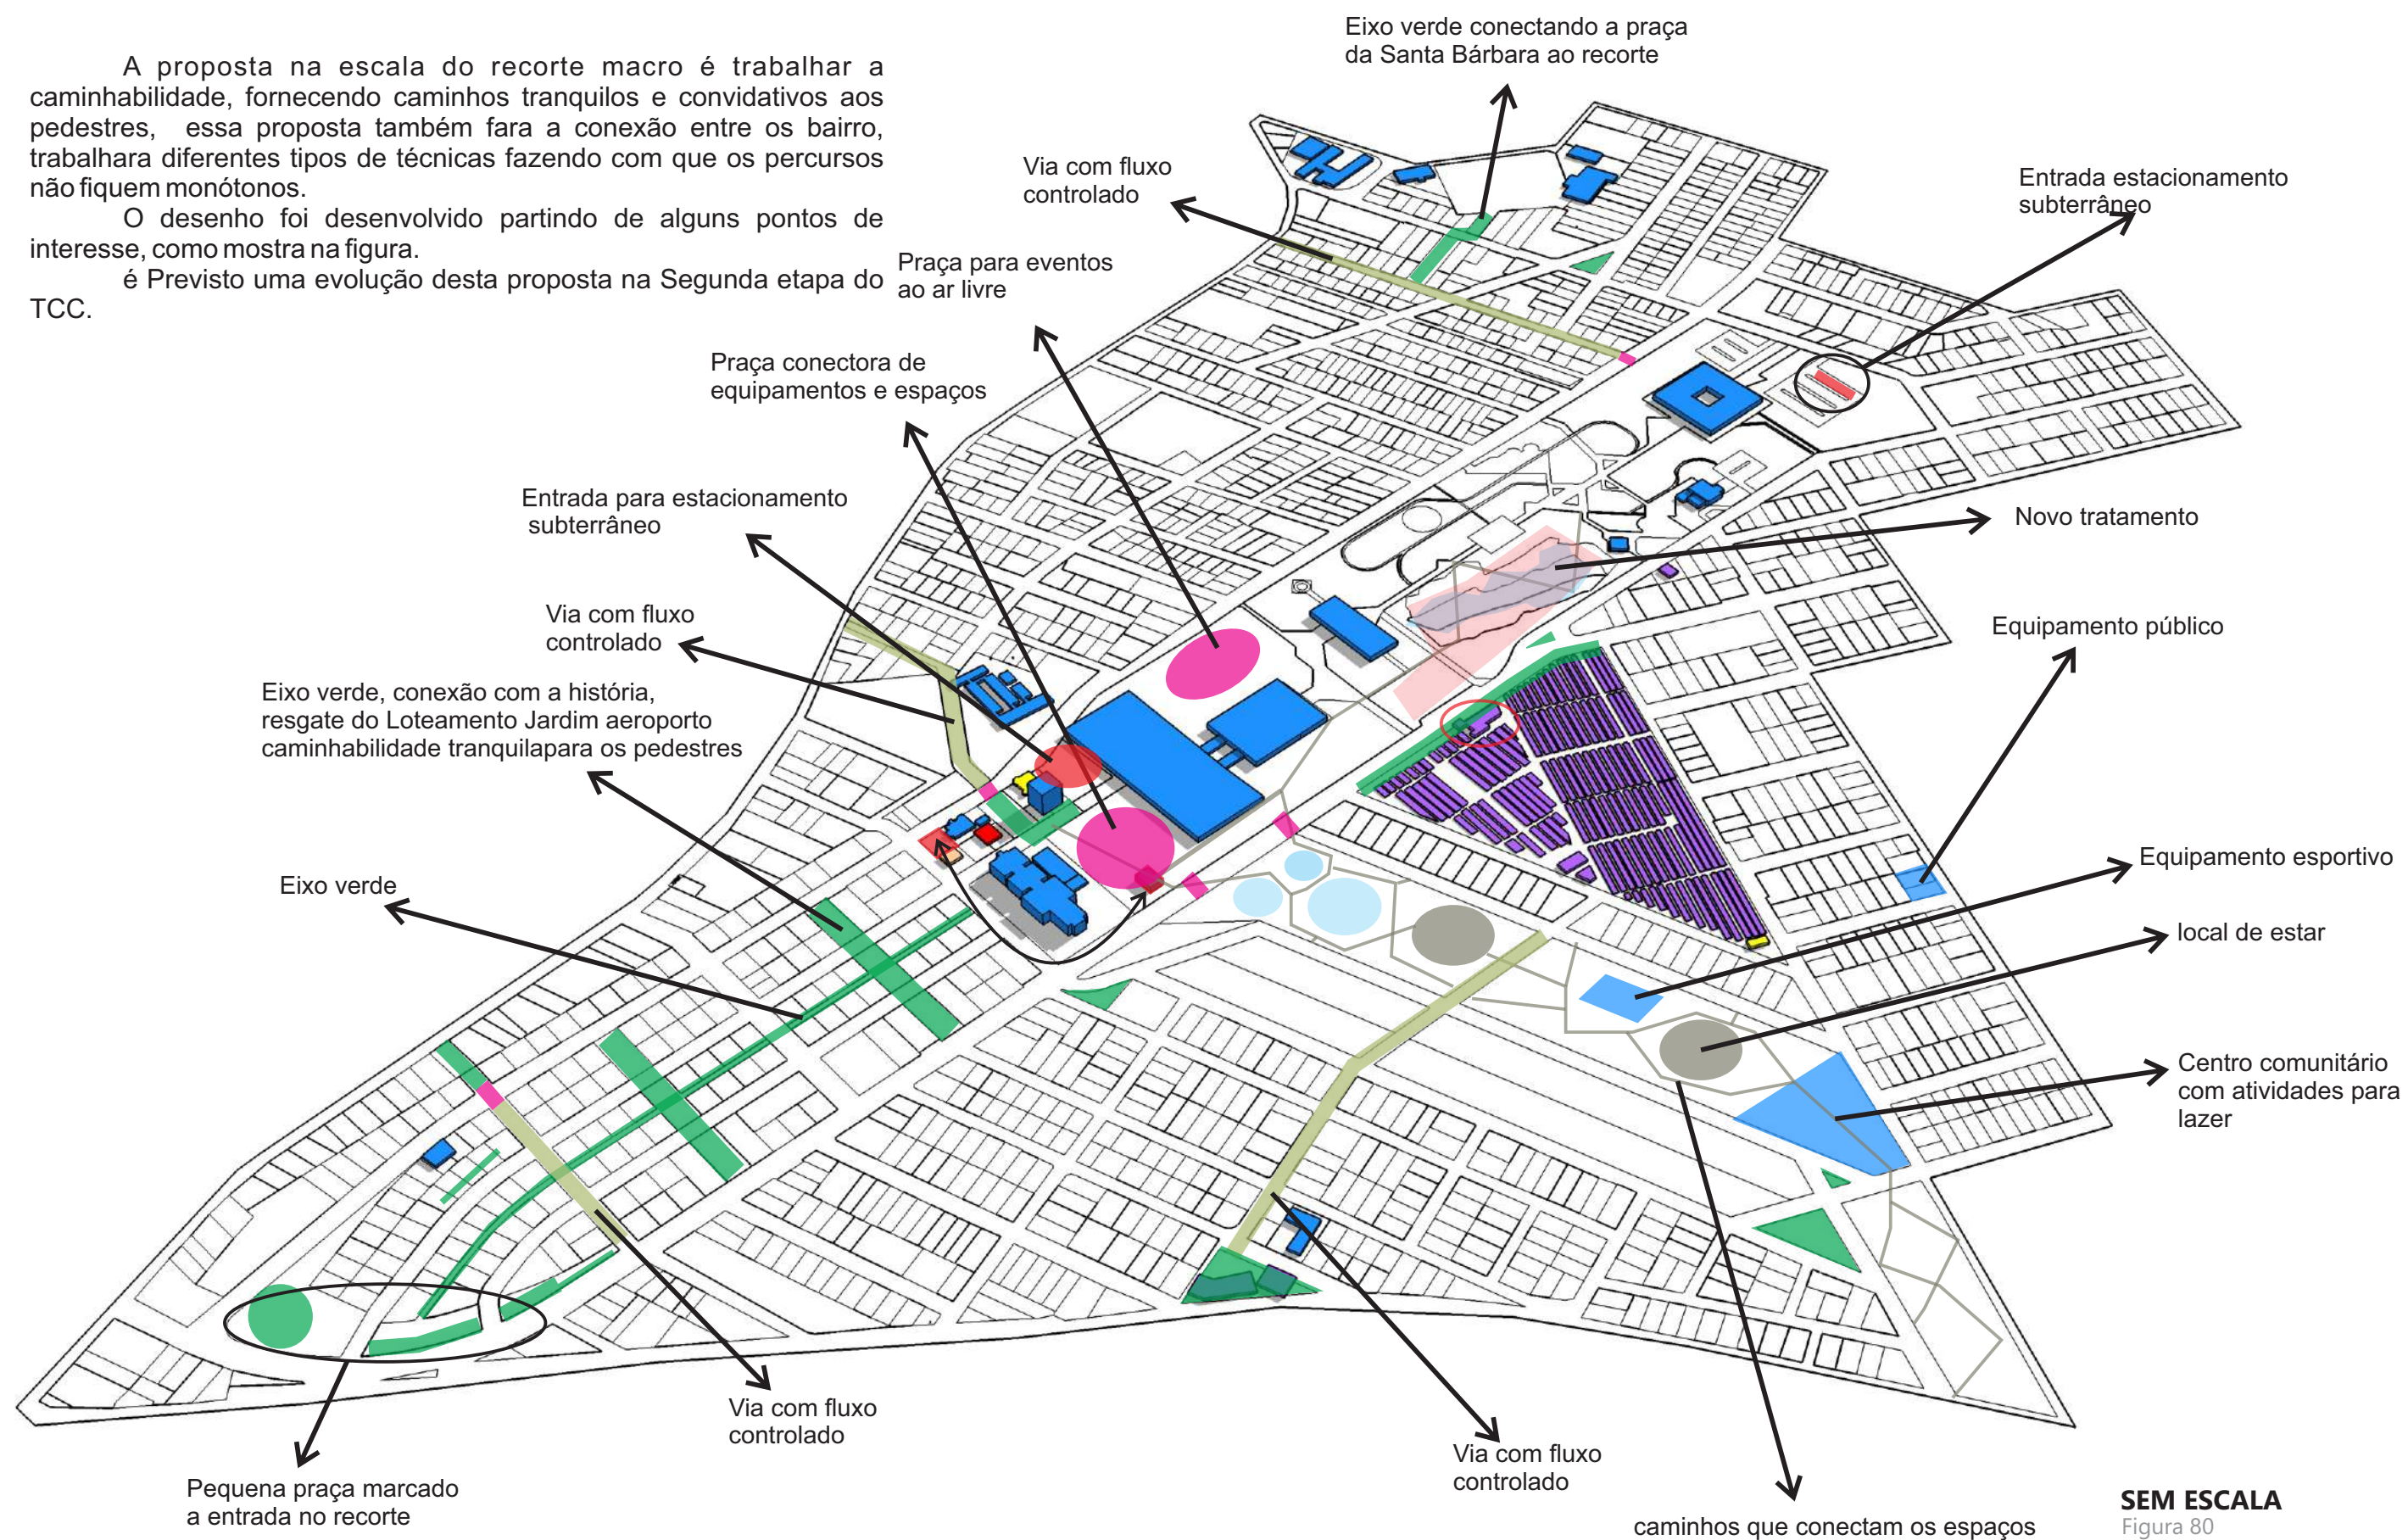 A proposta na escala do recorte macro é trabalhar a
caminhabilidade, fornecendo caminhos tranquilos e convidativos aos
pedestres, essa proposta também fara a conexão entre os bairro,
trabalhara diferentes tipos de técnicas fazendo com que os percursos
não fiquem monótonos.
O desenho foi desenvolvido partindo de alguns pontos de
interesse, como mostra na figura.
é Previsto uma evolução desta proposta na Segunda etapa do
TCC.
Eixo verde conectando a praça
da Santa Bárbara ao recorte
Via com fluxo
controlado
Entrada estacionamento
subterrâneo
Praça para eventos
ao ar livre
Praça conectora de
equipamentos e espaços
Entrada para estacionamento
subterrâneo
Novo tratamento
Via com fluxo
controlado
Equipamento público
Eixo verde, conexão com a história,
resgate do Loteamento Jardim aeroporto
caminhabilidade tranquilapara os pedestres
Eixo verde
Equipamento esportivo
local de estar
Centro comunitário
com atividades para
lazer
Via com fluxo
controlado
Via com fluxo
controlado
Pequena praça marcado
a entrada no recorte
caminhos que conectam os espaços
SEM ESCALA
Figura 80